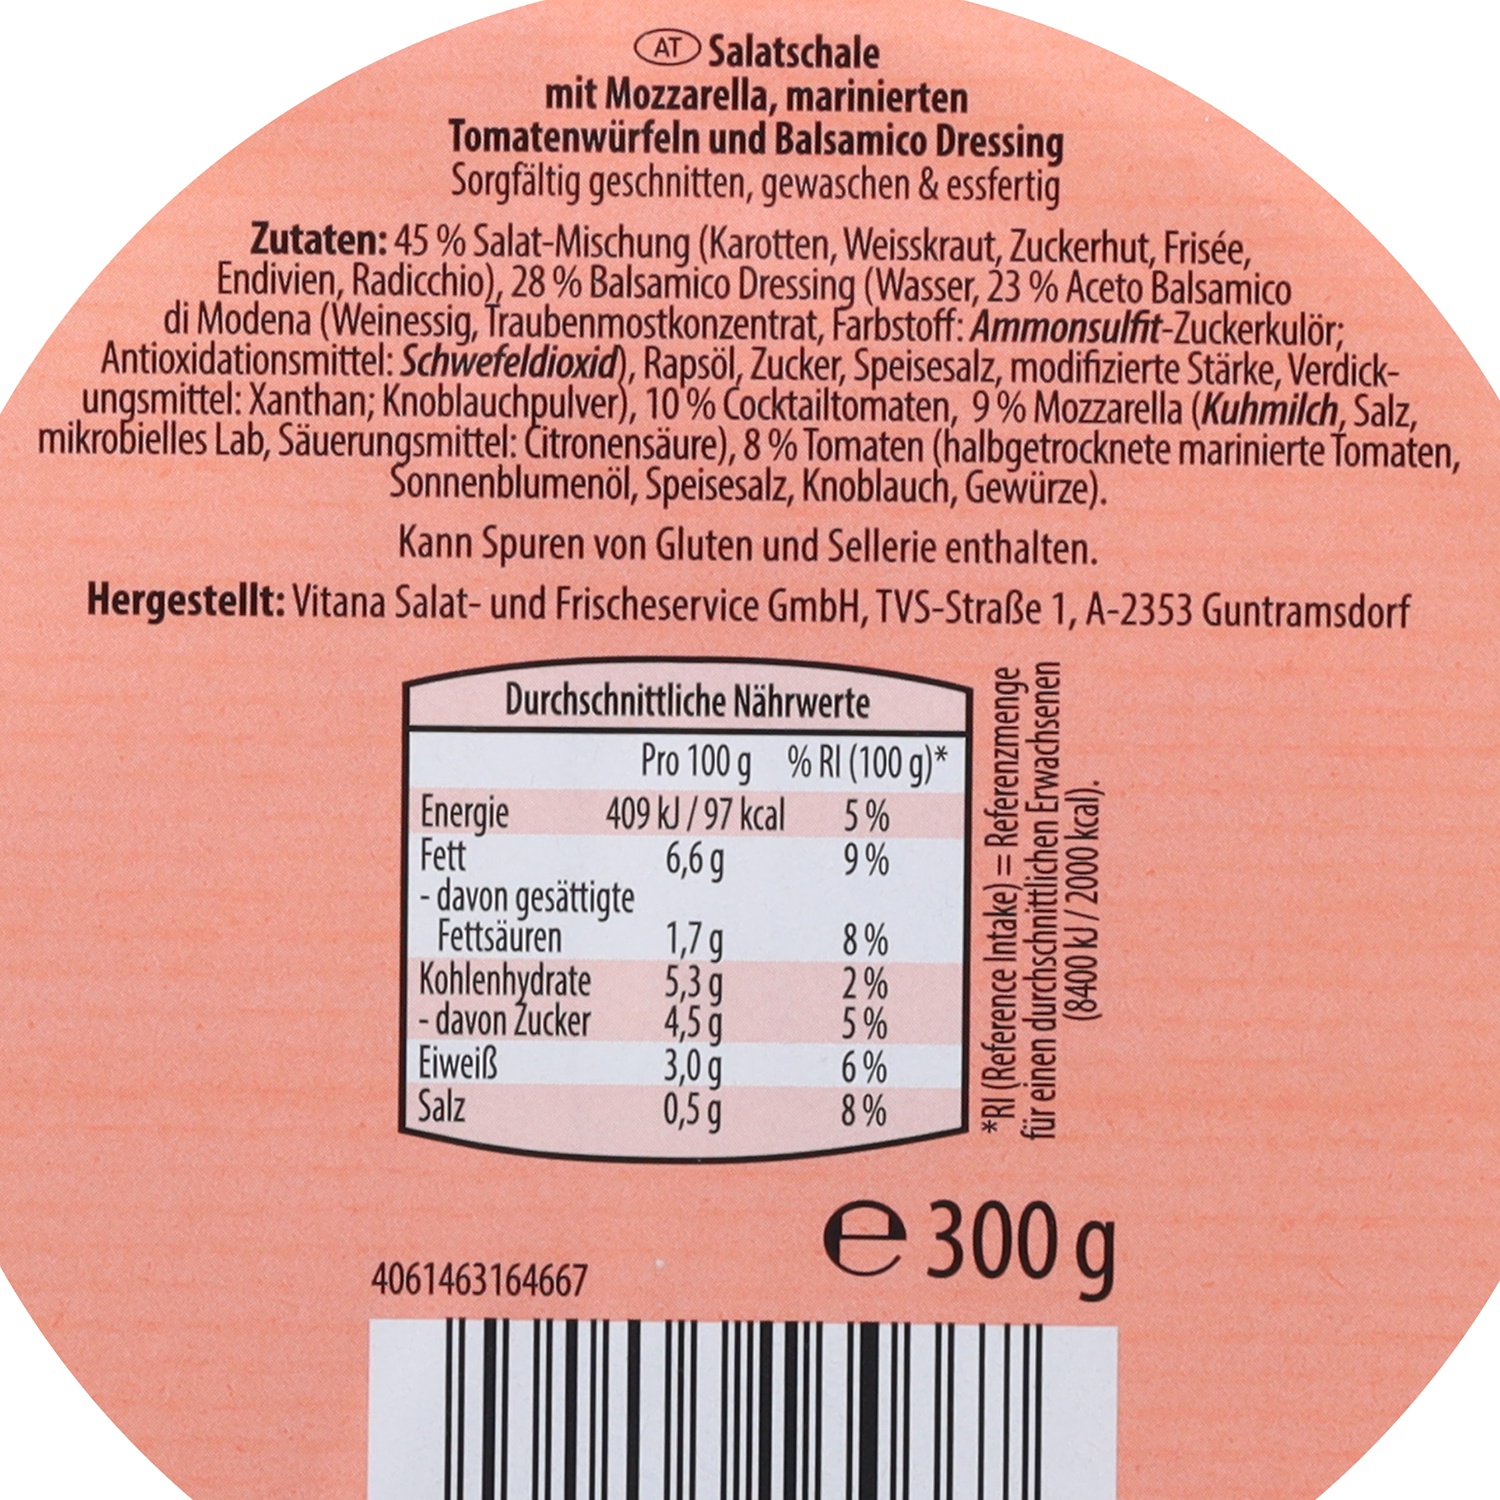 AT Salatschale
mit Mozzarella, marinierten
Tomatenwürfeln und Balsamico Dressing
Sorgfältig geschnitten, gewaschen & essfertig
Zutaten: 45 % Salat-Mischung (Karotten, Weisskraut, Zuckerhut, Frisée,
Endivien, Radicchio), 28 % Balsamico Dressing (Wasser, 23 % Aceto Balsamico
di Modena (Weinessig, Traubenmostkonzentrat, Farbstoff: Ammonsulfit-Zuckerkulör;
Antioxidationsmittel: Schwefeldioxid), Rapsöl, Zucker, Speisesalz, modifizierte Stärke, Verdick-
ungsmittel: Xanthan; Knoblauchpulver), 10 % Cocktailtomaten, 9 % Mozzarella (Kuhmilch, Salz,
mikrobielles Lab, Säuerungsmittel: Citronensäure), 8 % Tomaten (halbgetrocknete marinierte Tomaten,
Sonnenblumenöl, Speisesalz, Knoblauch, Gewürze).
Kann Spuren von Gluten und Sellerie enthalten.
Hergestellt: Vitana Salat- und Frischeservice GmbH, TVS-Straße 1, A-2353 Guntramsdorf
Durchschnittliche Nährwerte
Pro 100 g % RI (100 g)*
Energie 409 kJ / 97 kcal 5 %
Fett 6,6 g 9 %
- davon gesättigte
Fettsäuren 1,7 g 8 %
Kohlenhydrate 5,3 g 2 %
- davon Zucker 4,5 g 5 %
Eiweiß 3,0 g 6 %
Salz 0,5 g 8 %
*RI (Reference Intake) = Referenzmenge
für einen durchschnittlichen Erwachsenen
(8400 kJ / 2000 kcal).
e 300 g
4061463164667